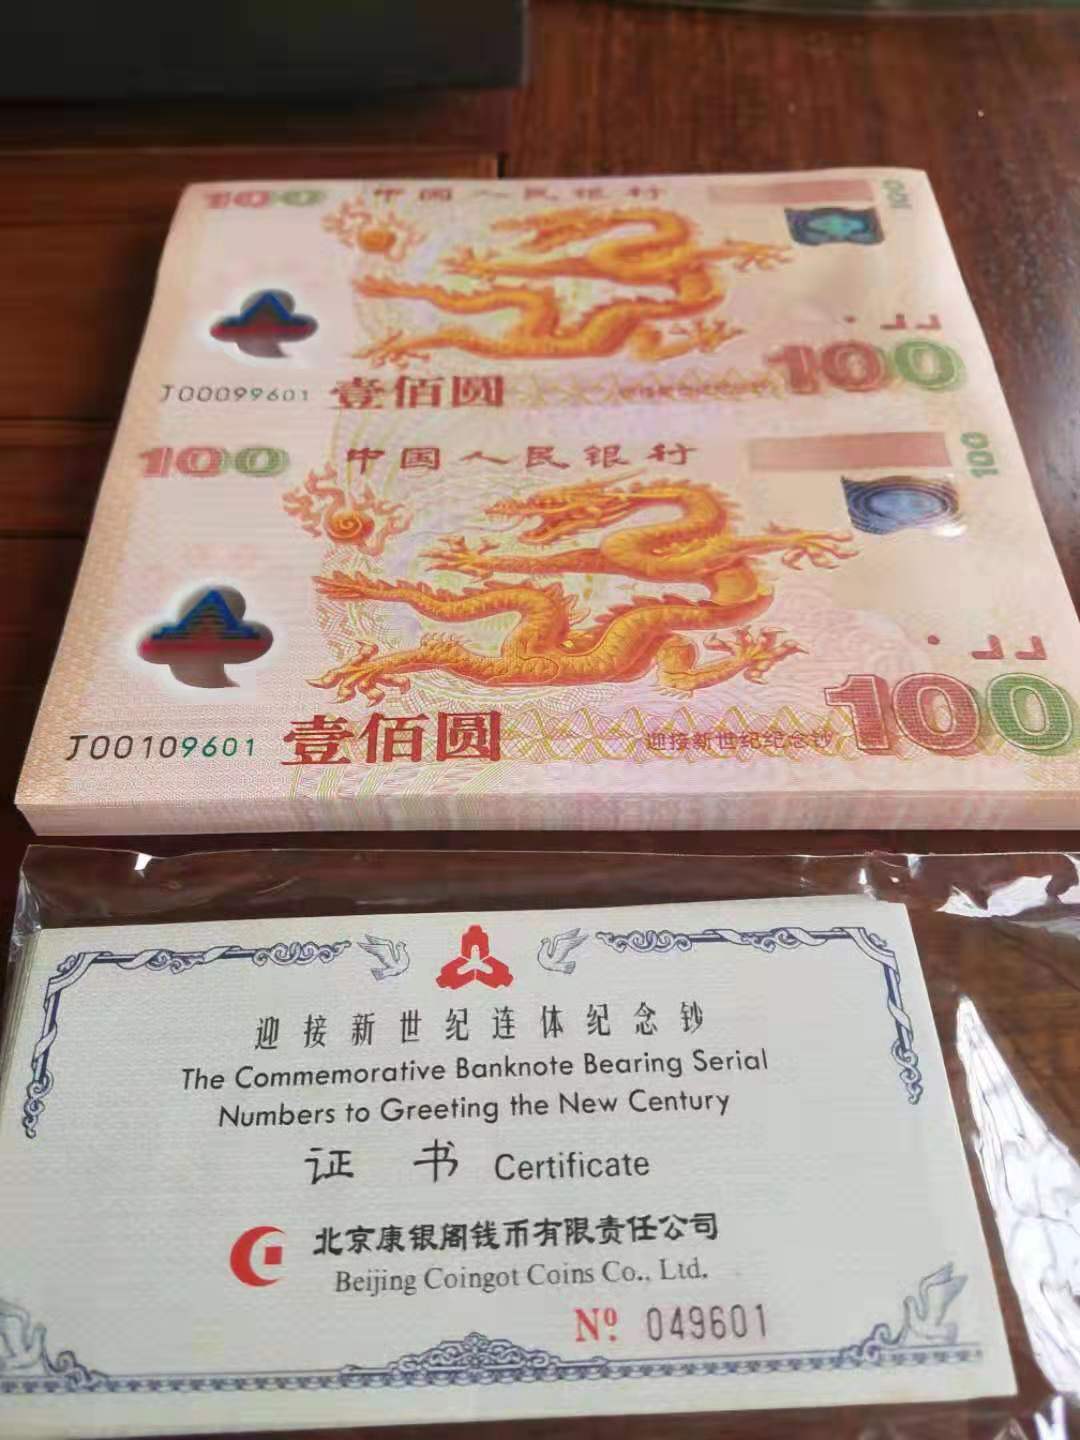 100 中国人民银行 100
J00099601 壹佰圆 100
100 中国人民银行 100
J00109601 壹佰圆 迎接新世纪纪念钞 100
迎接新世纪连体纪念钞
The Commemorative Banknote Bearing Serial
Numbers to Greeting the New Century
证 书 Certificate
北京康银阁钱币有限责任公司
Beijing Coingot Coins Co., Ltd.
Nº: 049601